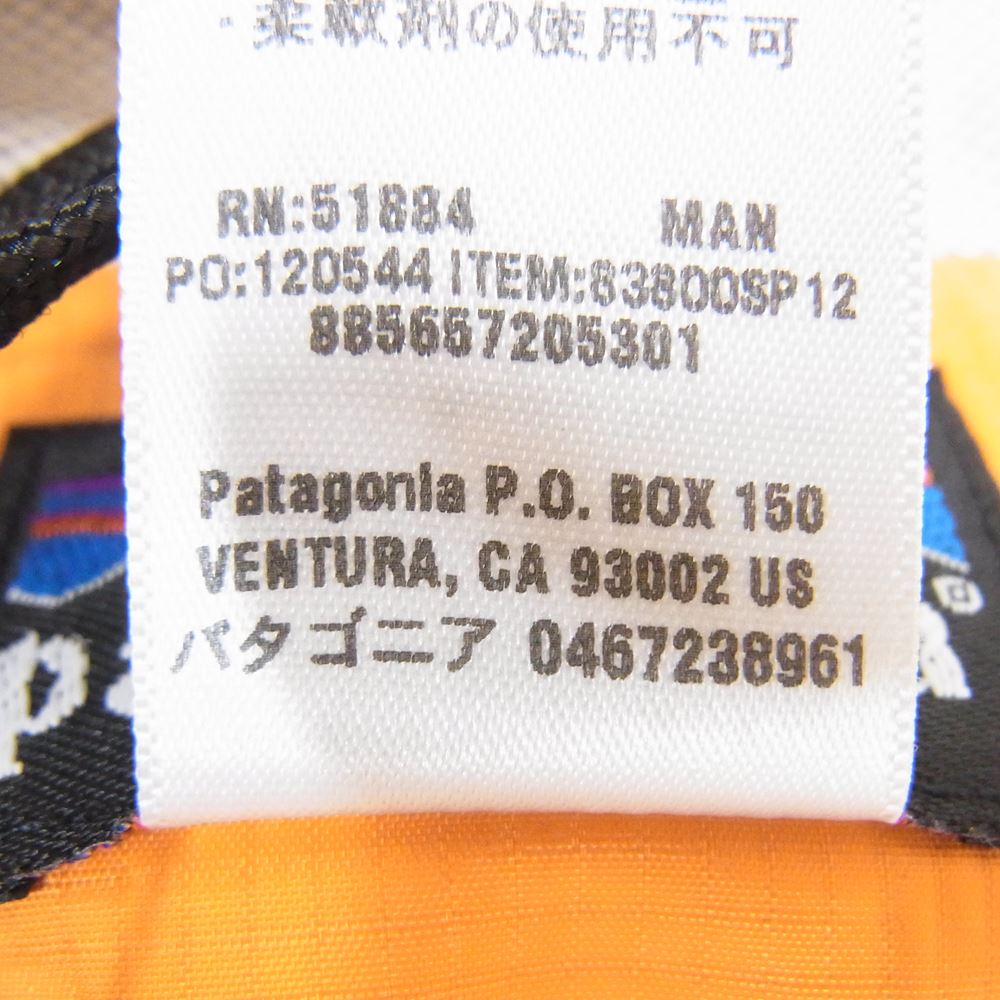 ・柔軟剤の使用不可
RN:51884 MAN
PO:120544 ITEM:83800SP12
885657205301
Patagonia P.O. BOX 150
VENTURA, CA 93002 US
パタゴニア 0467238961